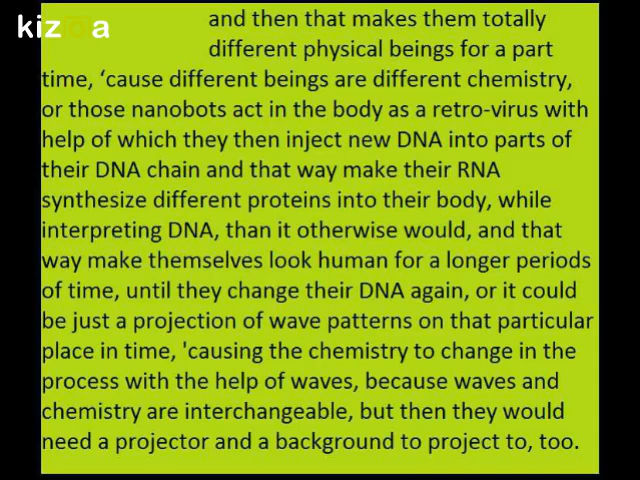 kizoa
and then that makes them totally
different physical beings for a part
time, ‘cause different beings are different chemistry,
or those nanobots act in the body as a retro-virus with
help of which they then inject new DNA into parts of
their DNA chain and that way make their RNA
synthesize different proteins into their body, while
interpreting DNA, than it otherwise would, and that
way make themselves look human for a longer periods
of time, until they change their DNA again, or it could
be just a projection of wave patterns on that particular
place in time, 'causing the chemistry to change in the
process with the help of waves, because waves and
chemistry are interchangeable, but then they would
need a projector and a background to project to, too.